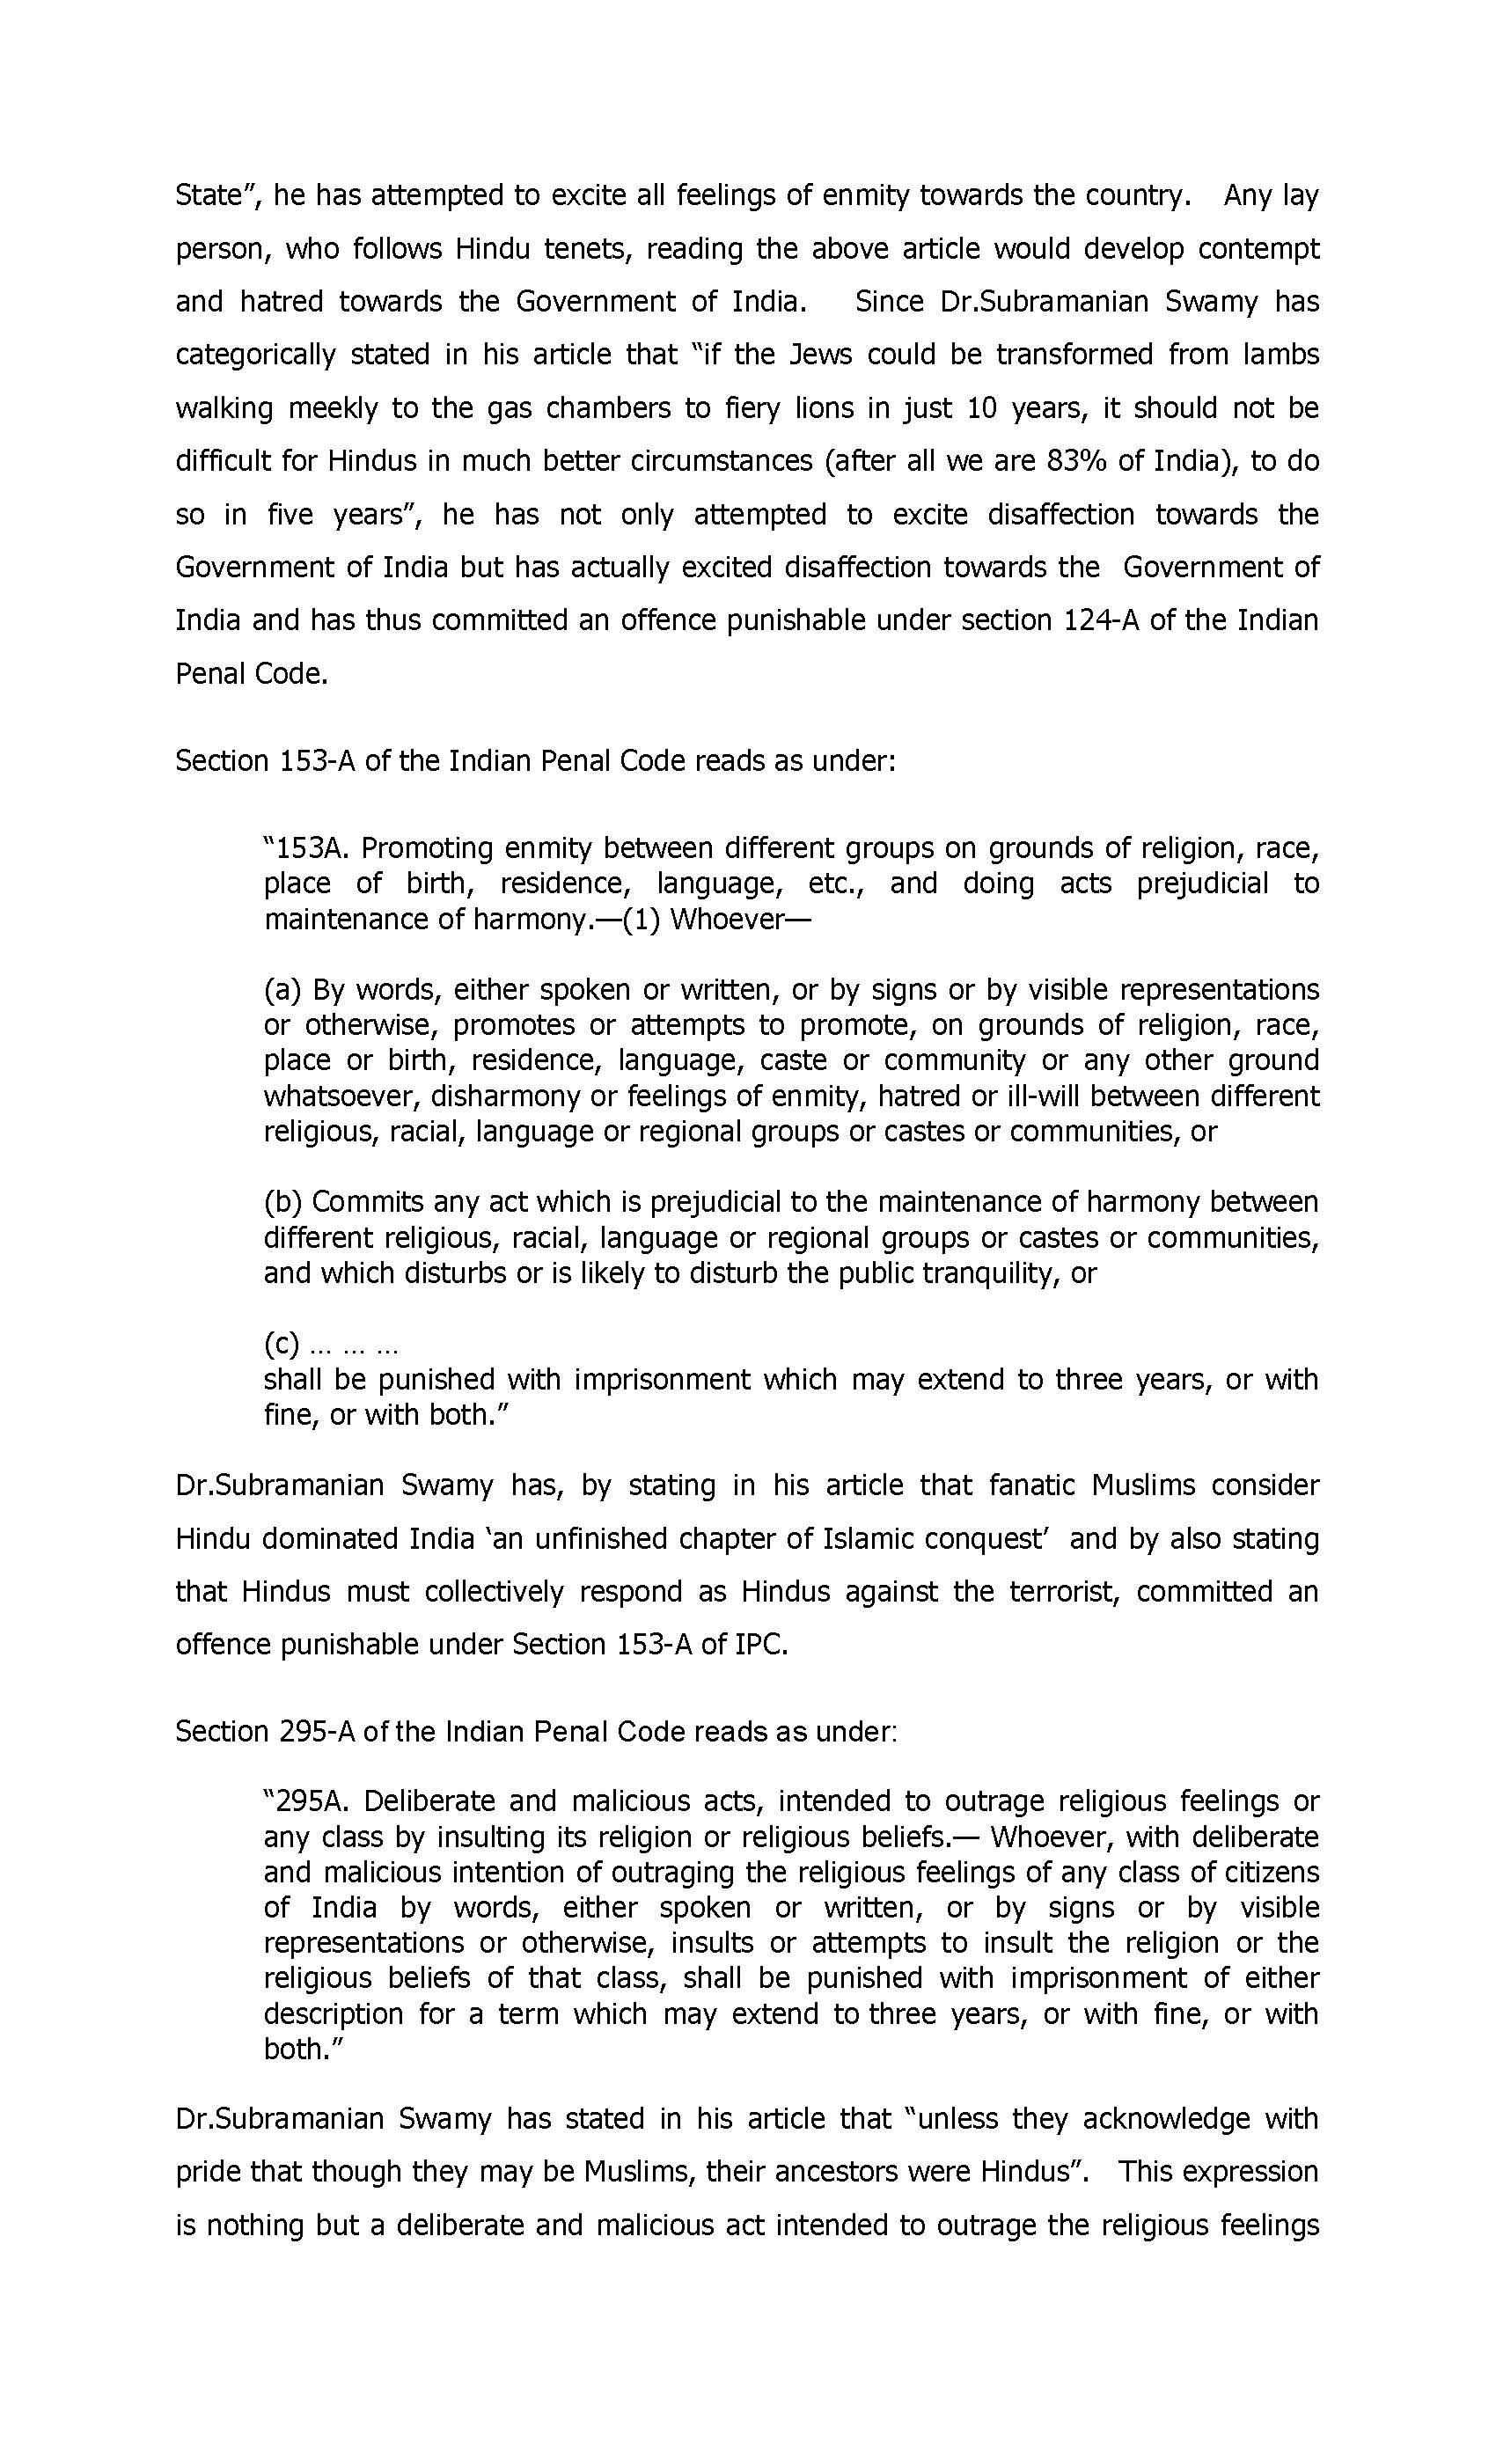 State”, he has attempted to excite all feelings of enmity towards the country. Any lay
person, who follows Hindu tenets, reading the above article would develop contempt
and hatred towards the Government of India. Since Dr.Subramanian Swamy has
categorically stated in his article that “if the Jews could be transformed from lambs
walking meekly to the gas chambers to fiery lions in just 10 years, it should not be
difficult for Hindus in much better circumstances (after all we are 83% of India), to do
so in five years”, he has not only attempted to excite disaffection towards the
Government of India but has actually excited disaffection towards the Government of
India and has thus committed an offence punishable under section 124-A of the Indian
Penal Code.
Section 153-A of the Indian Penal Code reads as under:
“153A. Promoting enmity between different groups on grounds of religion, race,
place of birth, residence, language, etc., and doing acts prejudicial to
maintenance of harmony.—(1) Whoever—
(a) By words, either spoken or written, or by signs or by visible representations
or otherwise, promotes or attempts to promote, on grounds of religion, race,
place or birth, residence, language, caste or community or any other ground
whatsoever, disharmony or feelings of enmity, hatred or ill-will between different
religious, racial, language or regional groups or castes or communities, or
(b) Commits any act which is prejudicial to the maintenance of harmony between
different religious, racial, language or regional groups or castes or communities,
and which disturbs or is likely to disturb the public tranquility, or
(c) … … …
shall be punished with imprisonment which may extend to three years, or with
fine, or with both.”
Dr.Subramanian Swamy has, by stating in his article that fanatic Muslims consider
Hindu dominated India ‘an unfinished chapter of Islamic conquest’ and by also stating
that Hindus must collectively respond as Hindus against the terrorist, committed an
offence punishable under Section 153-A of IPC.
Section 295-A of the Indian Penal Code reads as under:
“295A. Deliberate and malicious acts, intended to outrage religious feelings or
any class by insulting its religion or religious beliefs.— Whoever, with deliberate
and malicious intention of outraging the religious feelings of any class of citizens
of India by words, either spoken or written, or by signs or by visible
representations or otherwise, insults or attempts to insult the religion or the
religious beliefs of that class, shall be punished with imprisonment of either
description for a term which may extend to three years, or with fine, or with
both.”
Dr.Subramanian Swamy has stated in his article that “unless they acknowledge with
pride that though they may be Muslims, their ancestors were Hindus”. This expression
is nothing but a deliberate and malicious act intended to outrage the religious feelings